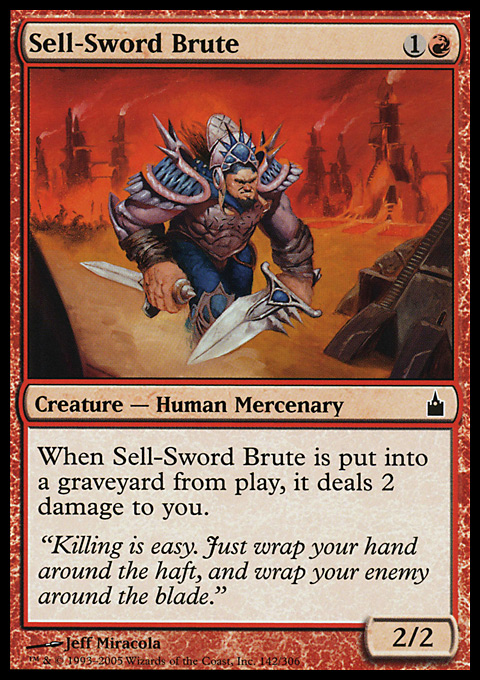 Sell-Sword Brute
1
Creature — Human Mercenary
When Sell-Sword Brute is put into
a graveyard from play, it deals 2
damage to you.
“Killing is easy. Just wrap your hand
around the haft, and wrap your enemy
around the blade.”
2/2
Jeff Miracola
™ & © 1993–2005 Wizards of the Coast, Inc. 142/306